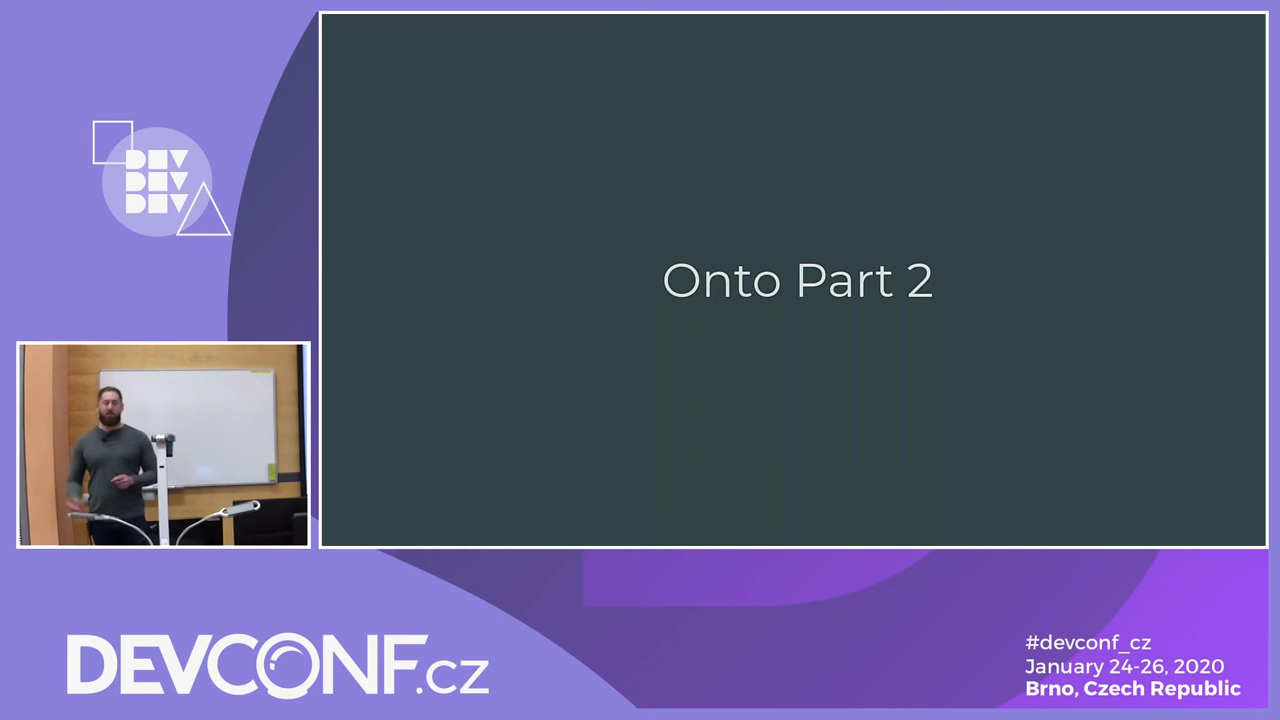 DEV
DEV
DEV
Onto Part 2
DEVCONF.cz
#devconf_cz
January 24-26, 2020
Brno, Czech Republic